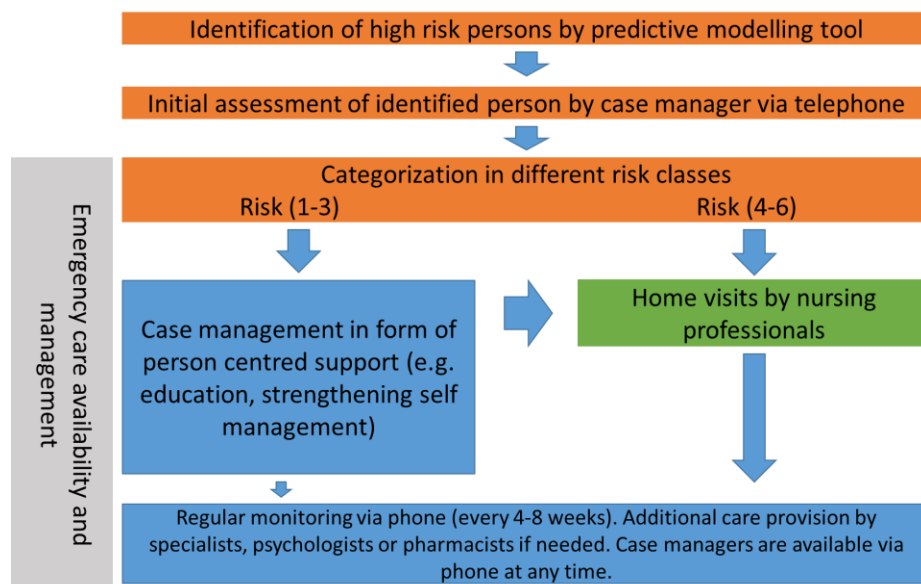 Identification of high risk persons by predictive modelling tool
Initial assessment of identified person by case manager via telephone
Categorization in different risk classes
Risk (1-3)
Risk (4-6)
Emergency care availability and
management
Case management in form of
person centred support (e.g.
education, strengthening self
management)
Home visits by nursing
professionals
Regular monitoring via phone (every 4-8 weeks). Additional care provision by
specialists, psychologists or pharmacists if needed. Case managers are available via
phone at any time.